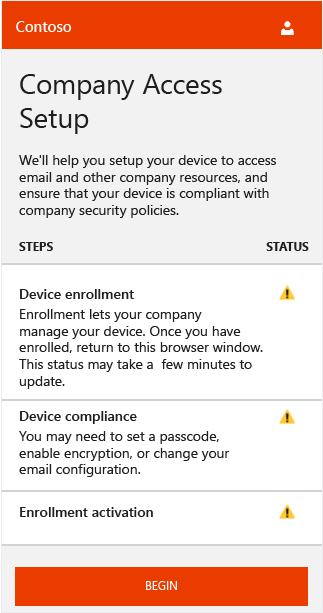 Contoso
Company Access
Setup
We'll help you setup your device to access
email and other company resources, and
ensure that your device is compliant with
company security policies.
STEPS STATUS
Device enrollment
Enrollment lets your company
manage your device. Once you have
enrolled, return to this browser window.
This status may take a  few minutes to
update.
Device compliance
You may need to set a passcode,
enable encryption, or change your
email configuration.
Enrollment activation
BEGIN